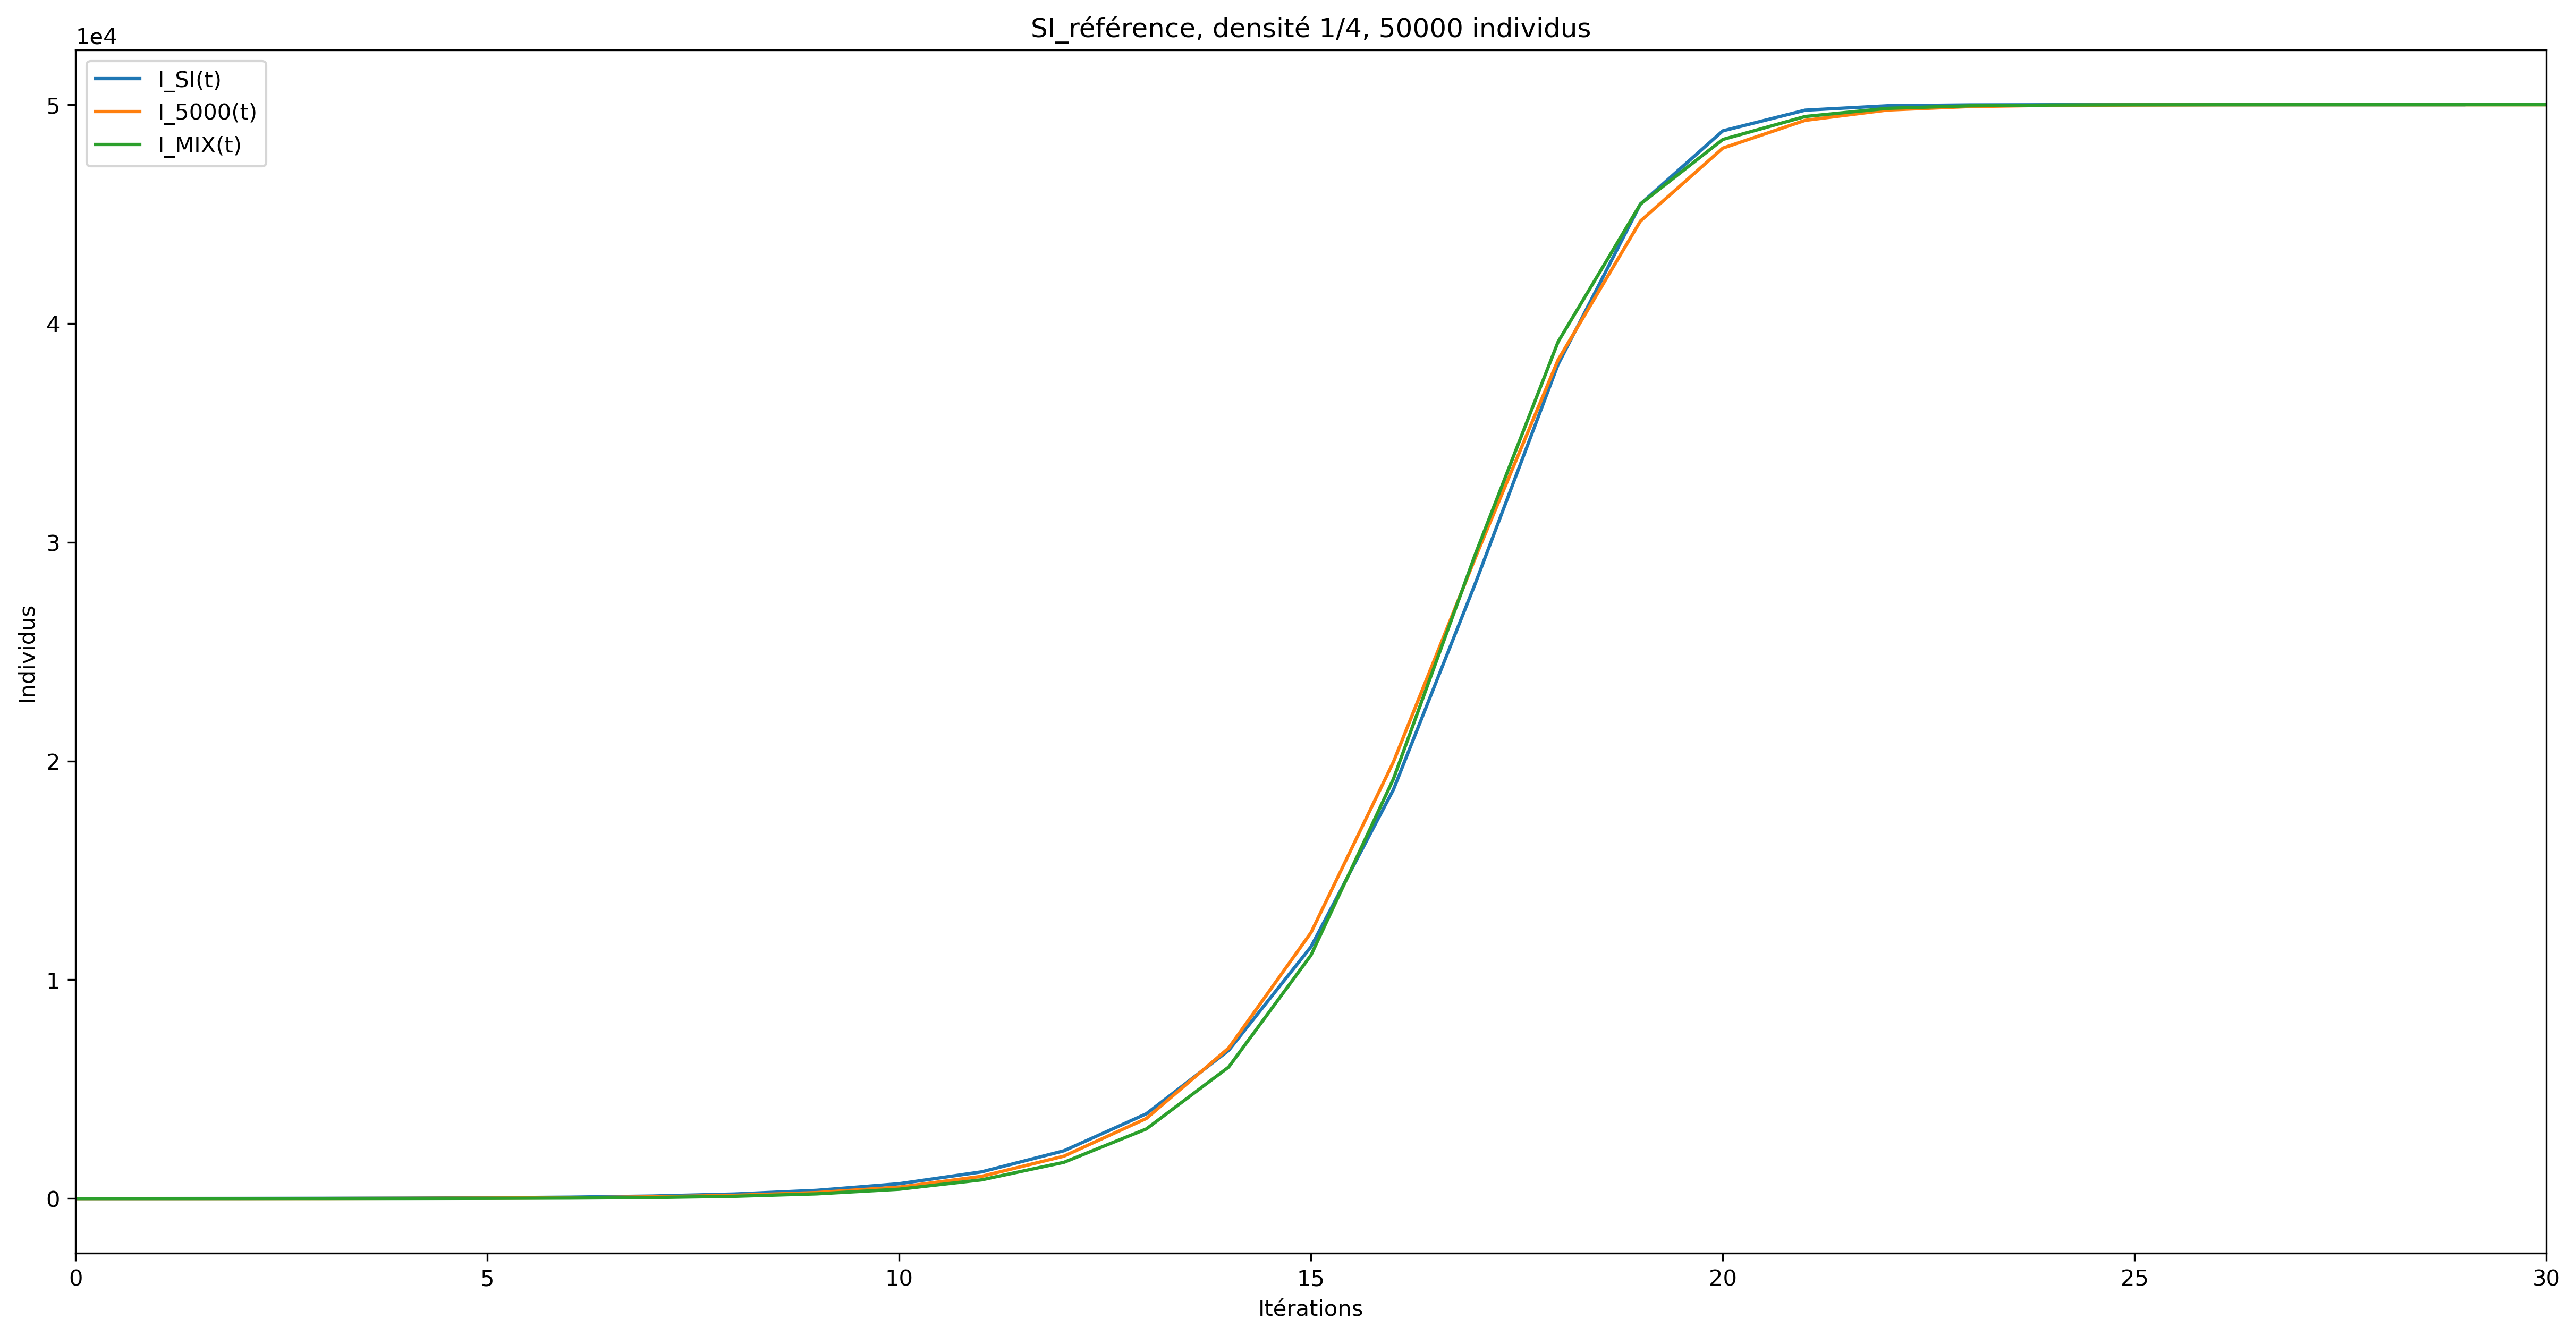 SI_référence, densité 1/4, 50000 individus
1e4
I_SI(t)
I_5000(t)
I_MIX(t)
5
4
3
2
1
0
Individus
0 5 10 15 20 25 30
Itérations